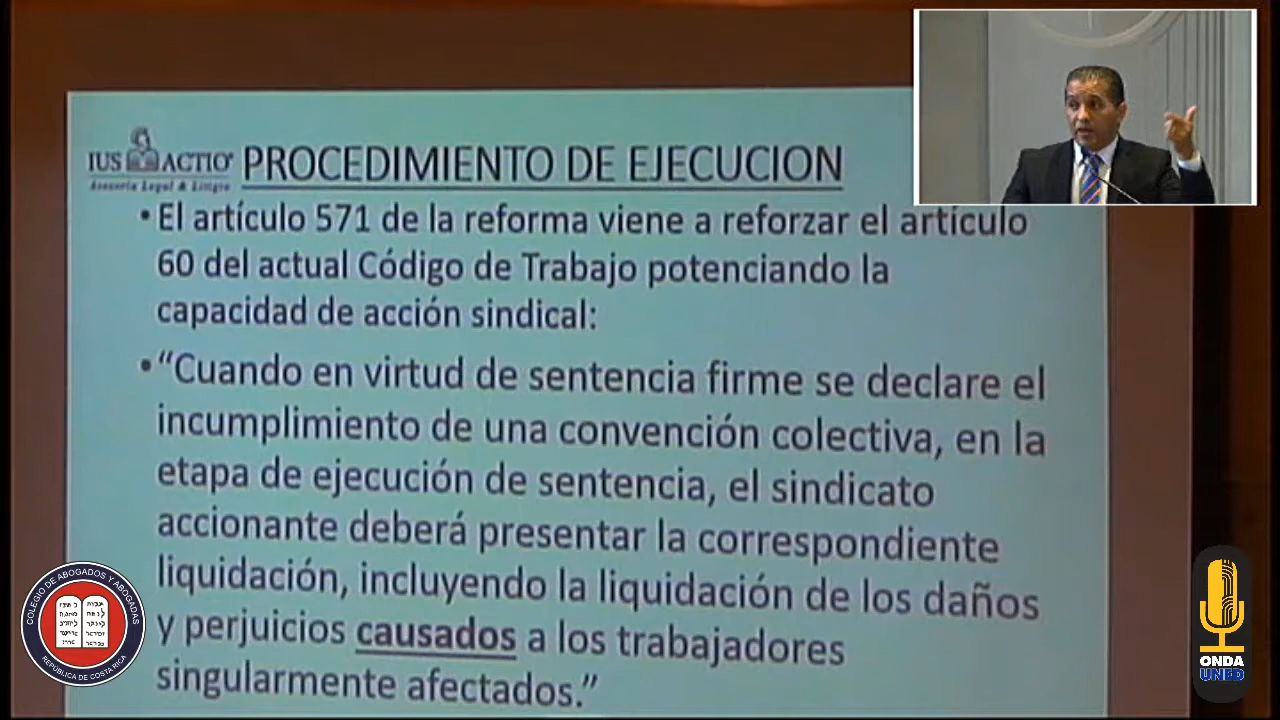 IUS ACTIO
Asesoría Legal & Litigio
PROCEDIMIENTO DE EJECUCION
• El artículo 571 de la reforma viene a reforzar el artículo
60 del actual Código de Trabajo potenciando la
capacidad de acción sindical:
• “Cuando en virtud de sentencia firme se declare el
incumplimiento de una convención colectiva, en la
etapa de ejecución de sentencia, el sindicato
accionante deberá presentar la correspondiente
liquidación, incluyendo la liquidación de los daños
y perjuicios causados a los trabajadores
singularmente afectados.”
COLEGIO DE ABOGADOS Y ABOGADAS
REPÚBLICA DE COSTA RICA
ONDA
UNED